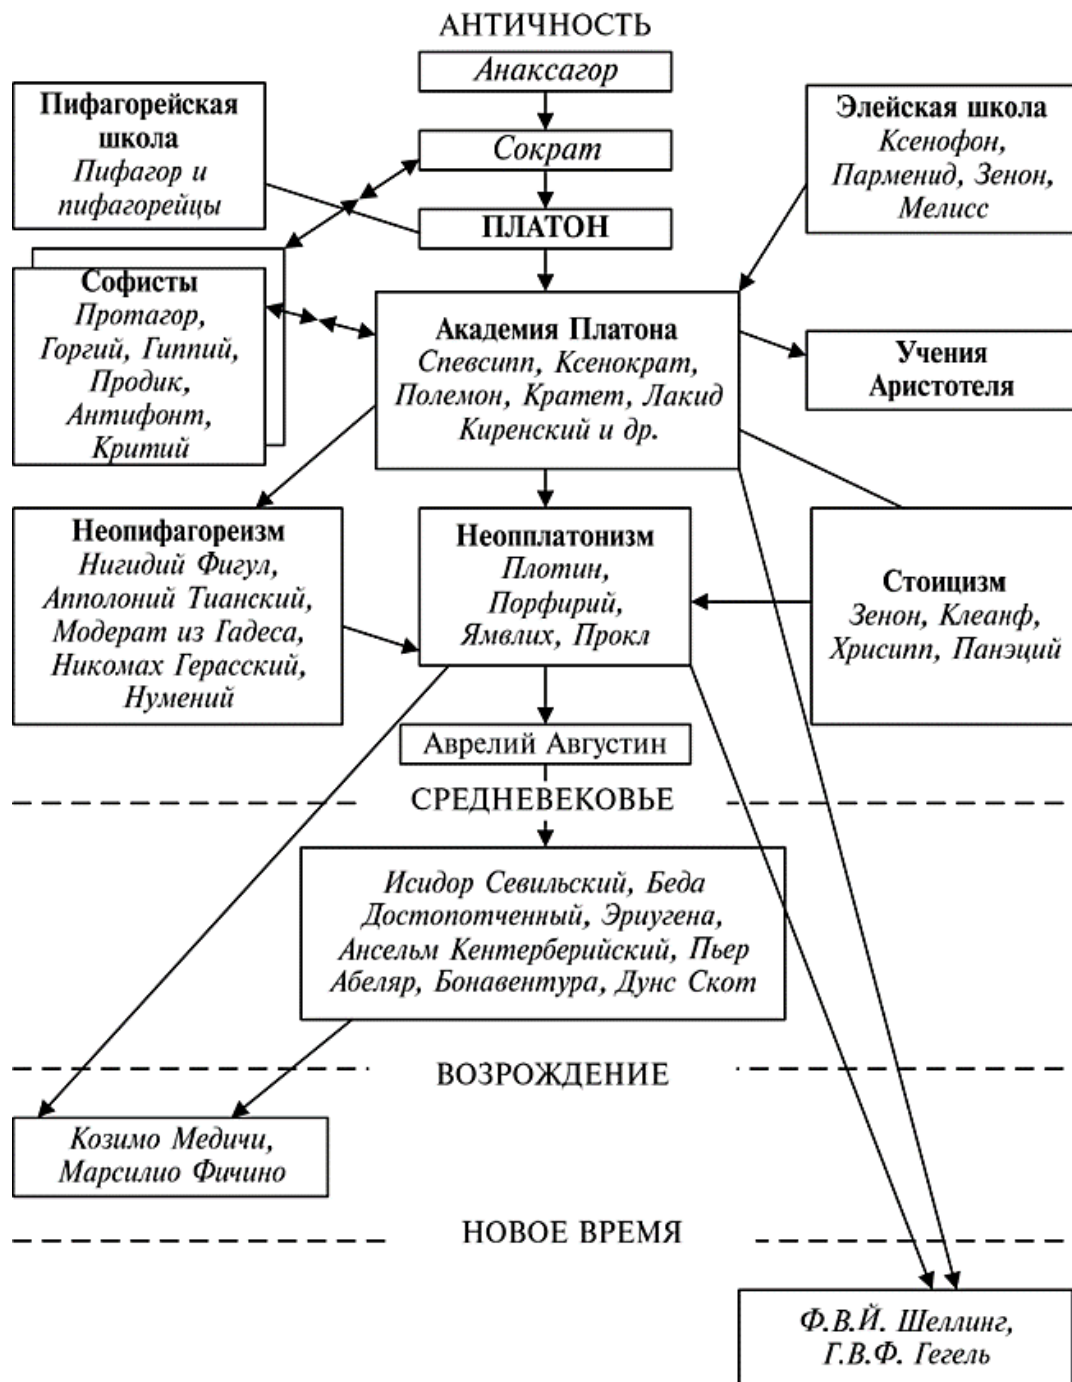 АНТИЧНОСТЬ
Анаксагор
Пифагорейская
школа
Пифагор и
пифагорейцы
Сократ
Элейская школа
Ксенофон,
Парменид, Зенон,
Мелисс
ПЛАТОН
Софисты
Протагор,
Горгий, Гиппий,
Продик,
Антифонт,
Критий
Академия Платона
Спевсипп, Ксенократ,
Полемон, Кратет, Лакид
Киренский и др.
Учения
Аристотеля
Неопифагореизм
Нигидий Фигул,
Апполоний Тианский,
Модерат из Гадеса,
Никомах Герасский,
Нумений
Неопплатонизм
Плотин,
Порфирий,
Ямвлих, Прокл
Стоицизм
Зенон, Клеанф,
Хрисипп, Панэций
Аврелий Августин
СРЕДНЕВЕКОВЬЕ
Исидор Севильский, Беда
Достопотченный, Эриугена,
Ансельм Кентерберийский, Пьер
Абеляр, Бонавентура, Дунс Скот
ВОЗРОЖДЕНИЕ
Козимо Медичи,
Марсилио Фичино
НОВОЕ ВРЕМЯ
Ф.В.Й. Шеллинг,
Г.В.Ф. Гегель